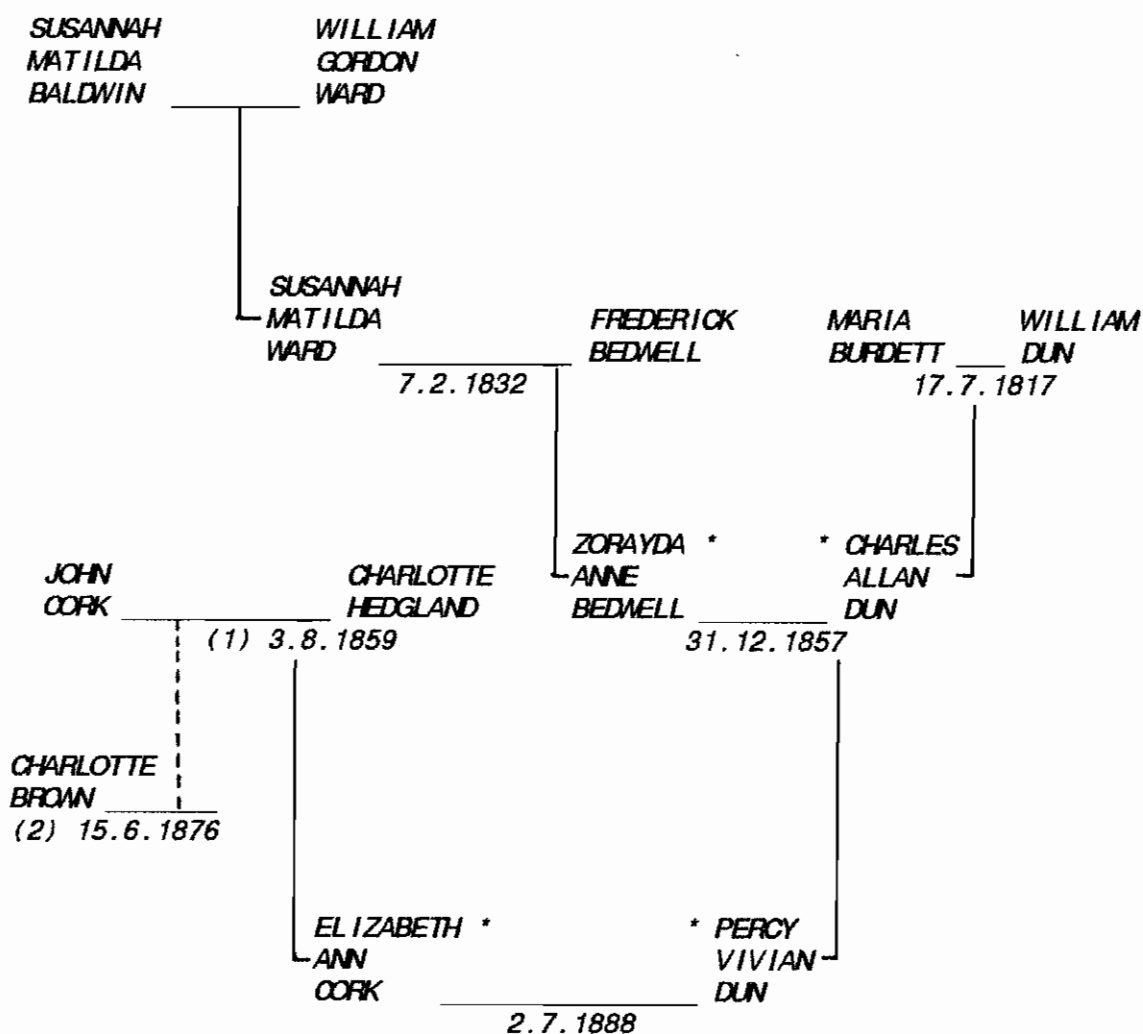 SUSANNAH
MATILDA
BALDWIN
WILLIAM
GORDON
WARD
SUSANNAH
MATILDA
WARD
FREDERICK
BEDWELL
7.2.1832
MARIA
BURDETT
WILLIAM
DUN
17.7.1817
JOHN
CORK
CHARLOTTE
HEDGLAND
(1) 3.8.1859
ZORAYDA *
ANNE
BEDWELL
* CHARLES
ALLAN
DUN
31.12.1857
CHARLOTTE
BROWN
(2) 15.6.1876
ELIZABETH *
ANN
CORK
* PERCY
VIVIAN
DUN
2.7.1888